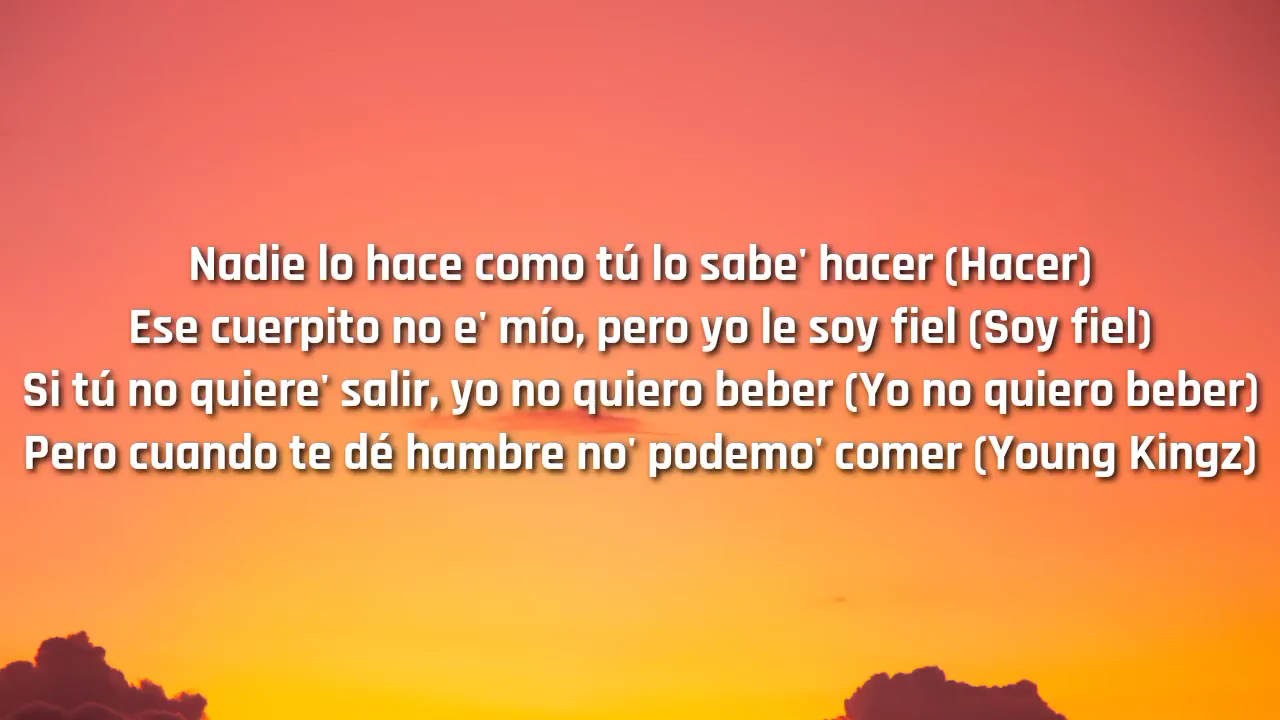 Nadie lo hace como tú lo sabe' hacer (Hacer)
Ese cuerpito no e' mío, pero yo le soy fiel (Soy fiel)
Si tú no quiere' salir, yo no quiero beber (Yo no quiero beber)
Pero cuando te dé hambre no' podemo' comer (Young Kingz)